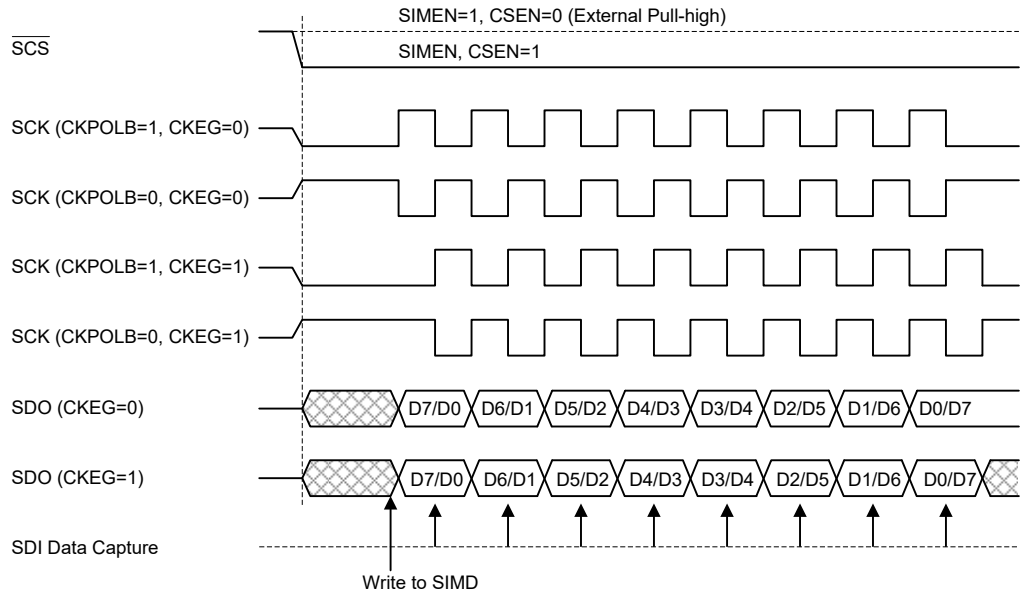 SIMEN=1, CSEN=0 (External Pull-high)
SCS
SIMEN, CSEN=1
SCK (CKPOLB=1, CKEG=0)
SCK (CKPOLB=0, CKEG=0)
SCK (CKPOLB=1, CKEG=1)
SCK (CKPOLB=0, CKEG=1)
SDO (CKEG=0) D7/D0 D6/D1 D5/D2 D4/D3 D3/D4 D2/D5 D1/D6 D0/D7
SDO (CKEG=1) D7/D0 D6/D1 D5/D2 D4/D3 D3/D4 D2/D5 D1/D6 D0/D7
SDI Data Capture
Write to SIMD